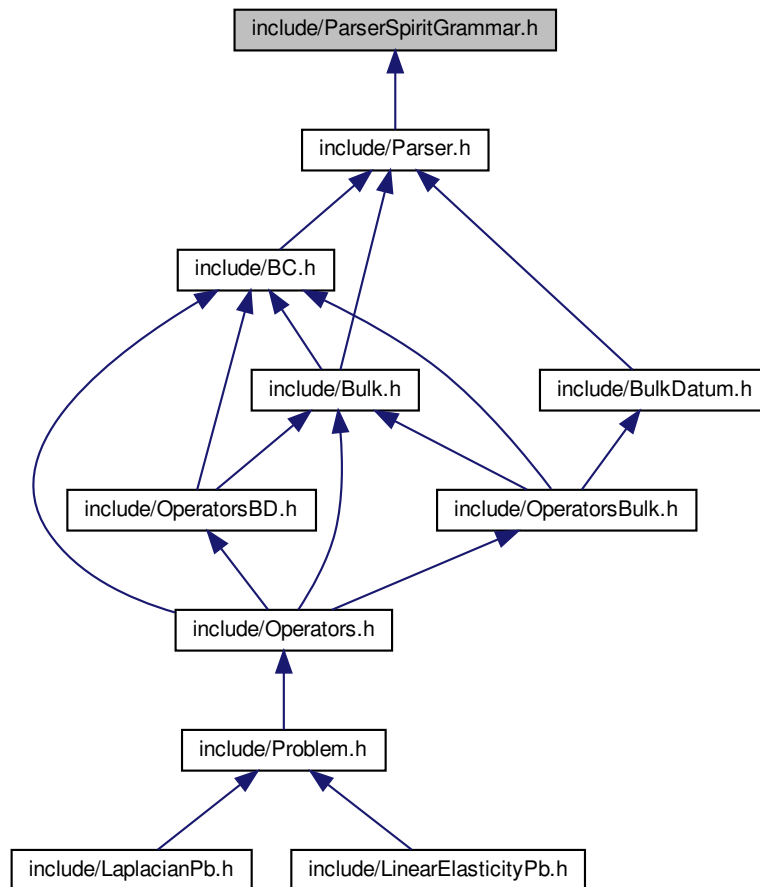 include/ParserSpiritGrammar.h
include/Parser.h
include/BC.h
include/Bulk.h
include/BulkDatum.h
include/OperatorsBD.h
include/OperatorsBulk.h
include/Operators.h
include/Problem.h
include/LaplacianPb.h
include/LinearElasticityPb.h